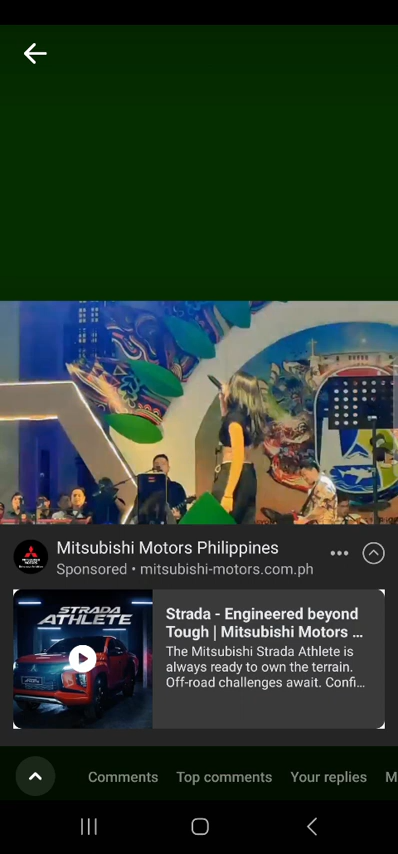 Mitsubishi Motors Philippines
Sponsored • mitsubishi-motors.com.ph
STRADA
ATHLETE
Strada - Engineered beyond
Tough | Mitsubishi Motors ...
The Mitsubishi Strada Athlete is
always ready to own the terrain.
Off-road challenges await. Confi...
Comments Top comments Your replies M